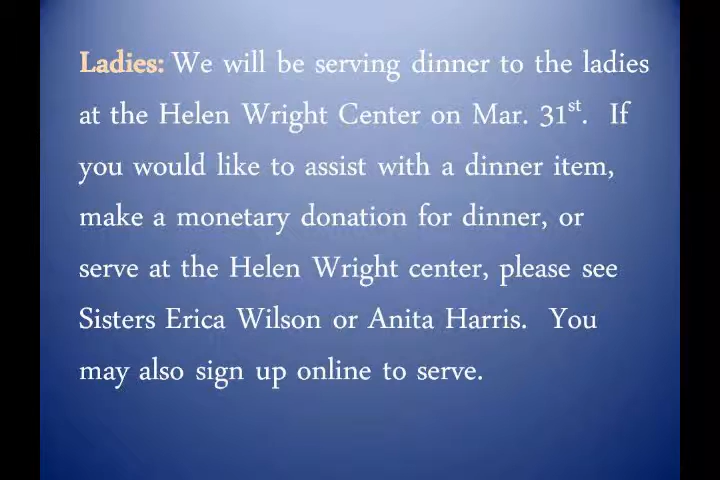 Ladies: We will be serving dinner to the ladies
at the Helen Wright Center on Mar. 31st.  If
you would like to assist with a dinner item,
make a monetary donation for dinner, or
serve at the Helen Wright center, please see
Sisters Erica Wilson or Anita Harris.  You
may also sign up online to serve.